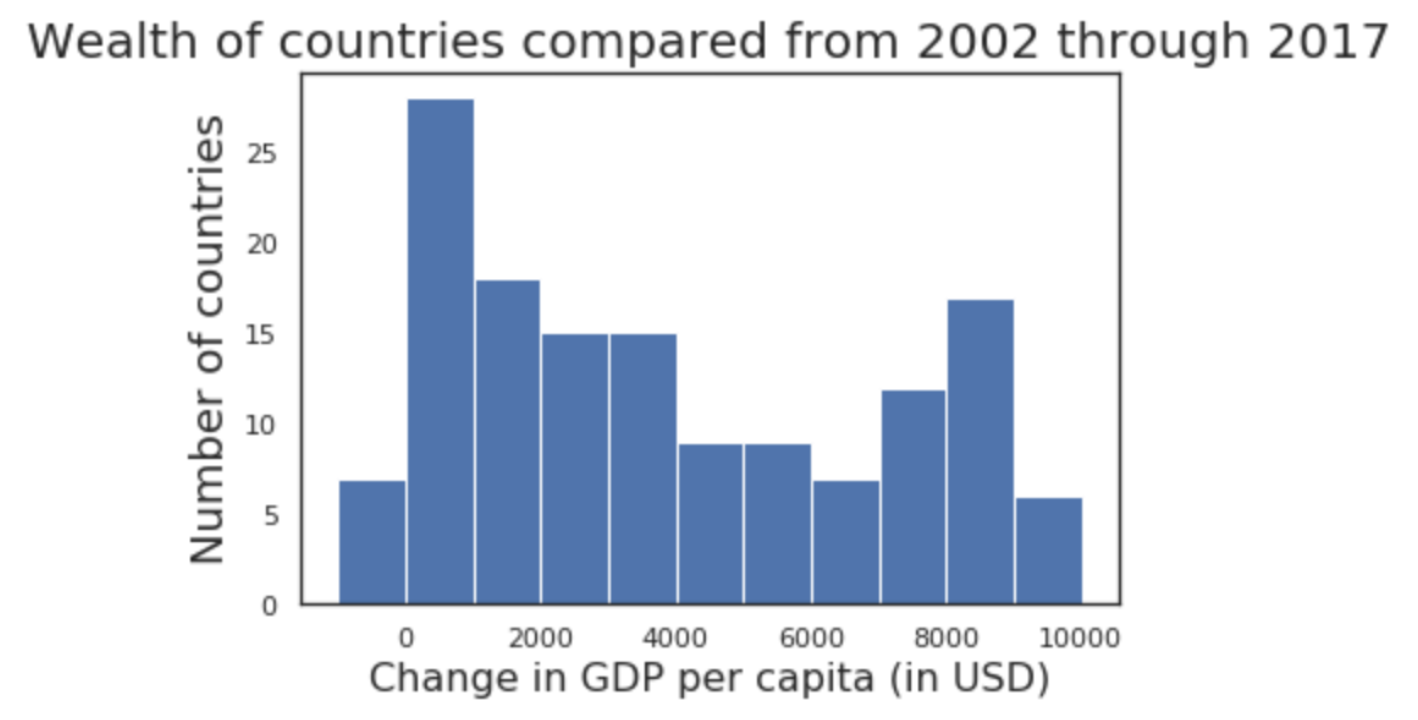 Wealth of countries compared from 2002 through 2017
Number of countries
25
20
15
10
5
0
0 2000 4000 6000 8000 10000
Change in GDP per capita (in USD)